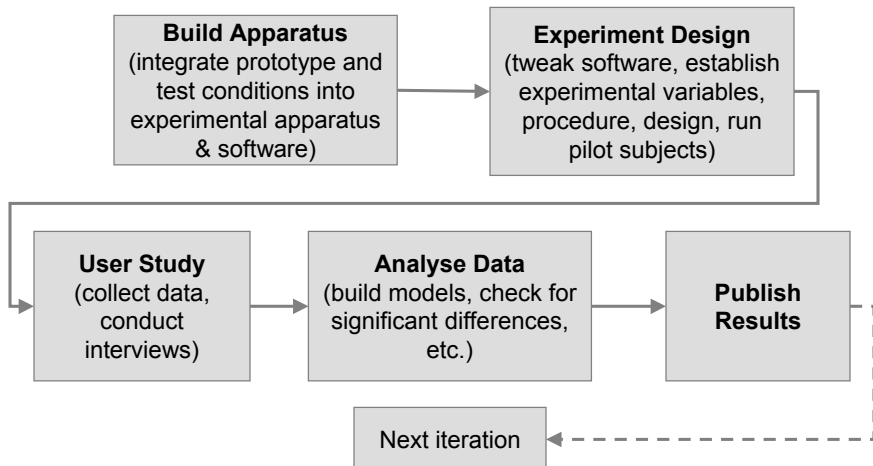 Build Apparatus
(integrate prototype and
test conditions into
experimental apparatus
& software)
Experiment Design
(tweak software, establish
experimental variables,
procedure, design, run
pilot subjects)
User Study
(collect data,
conduct
interviews)
Analyse Data
(build models, check for
significant differences,
etc.)
Publish
Results
Next iteration